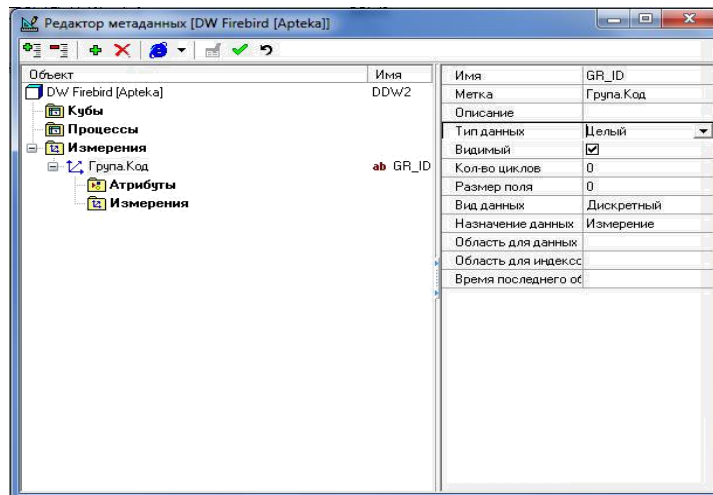 Редактор метаданных [DW Firebird [Apteka]]
Объект Имя
DW Firebird [Apteka] DDW2
Кубы
Процессы
Измерения
Група.Код ab GR_ID
Атрибуты
Измерения
Имя GR_ID
Метка Група.Код
Описание
Тип данных Целый
Видимый
Кол-во циклов 0
Размер поля 0
Вид данных Дискретный
Назначение данных Измерение
Область для данных
Область для индексс
Время последнего об